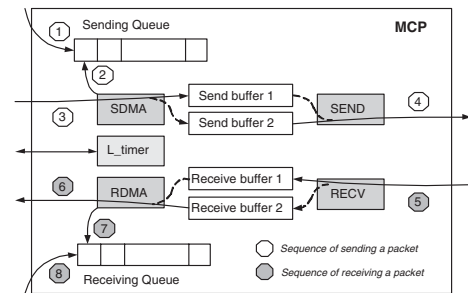 Sending Queue
MCP
1
2
Send buffer 1
SDMA
SEND
4
3
Send buffer 2
L_timer
6
Receive buffer 1
RDMA
RECV
5
Receive buffer 2
7
8
Sequence of sending a packet
Sequence of receiving a packet
Receiving Queue